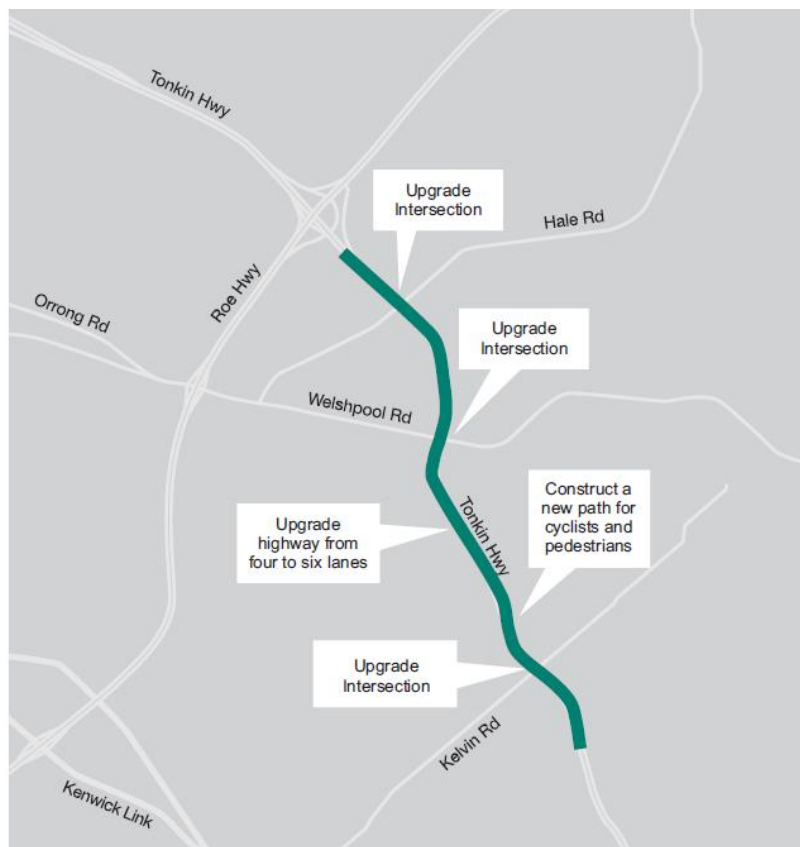 Tonkin Hwy
Upgrade
Intersection
Hale Rd
Roe Hwy
Orrong Rd
Upgrade
Intersection
Welshpool Rd
Construct a
new path for
cyclists and
pedestrians
Tonkin Hwy
Upgrade
highway from
four to six lanes
Upgrade
Intersection
Kelvin Rd
Kenwick Link